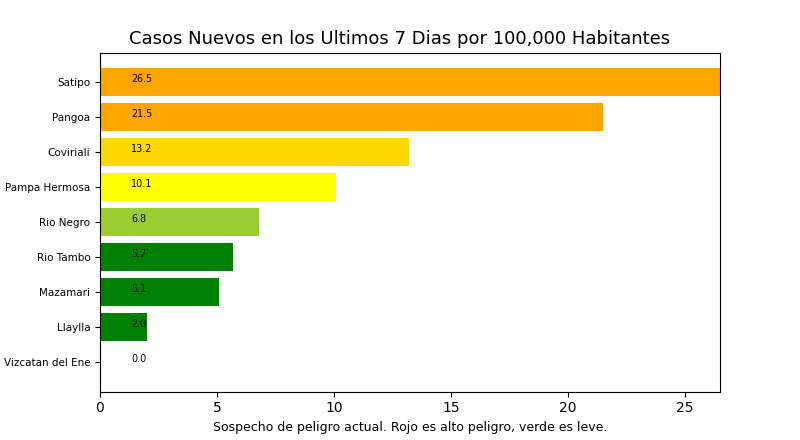 Casos Nuevos en los Ultimos 7 Dias por 100,000 Habitantes
Satipo 26.5
Pangoa 21.5
Coviriali 13.2
Pampa Hermosa 10.1
Rio Negro 6.8
Rio Tambo 5.7
Mazamari 5.1
Llaylla 2.0
Vizcatan del Ene 0.0
0 5 10 15 20 25
Sospecho de peligro actual. Rojo es alto peligro, verde es leve.